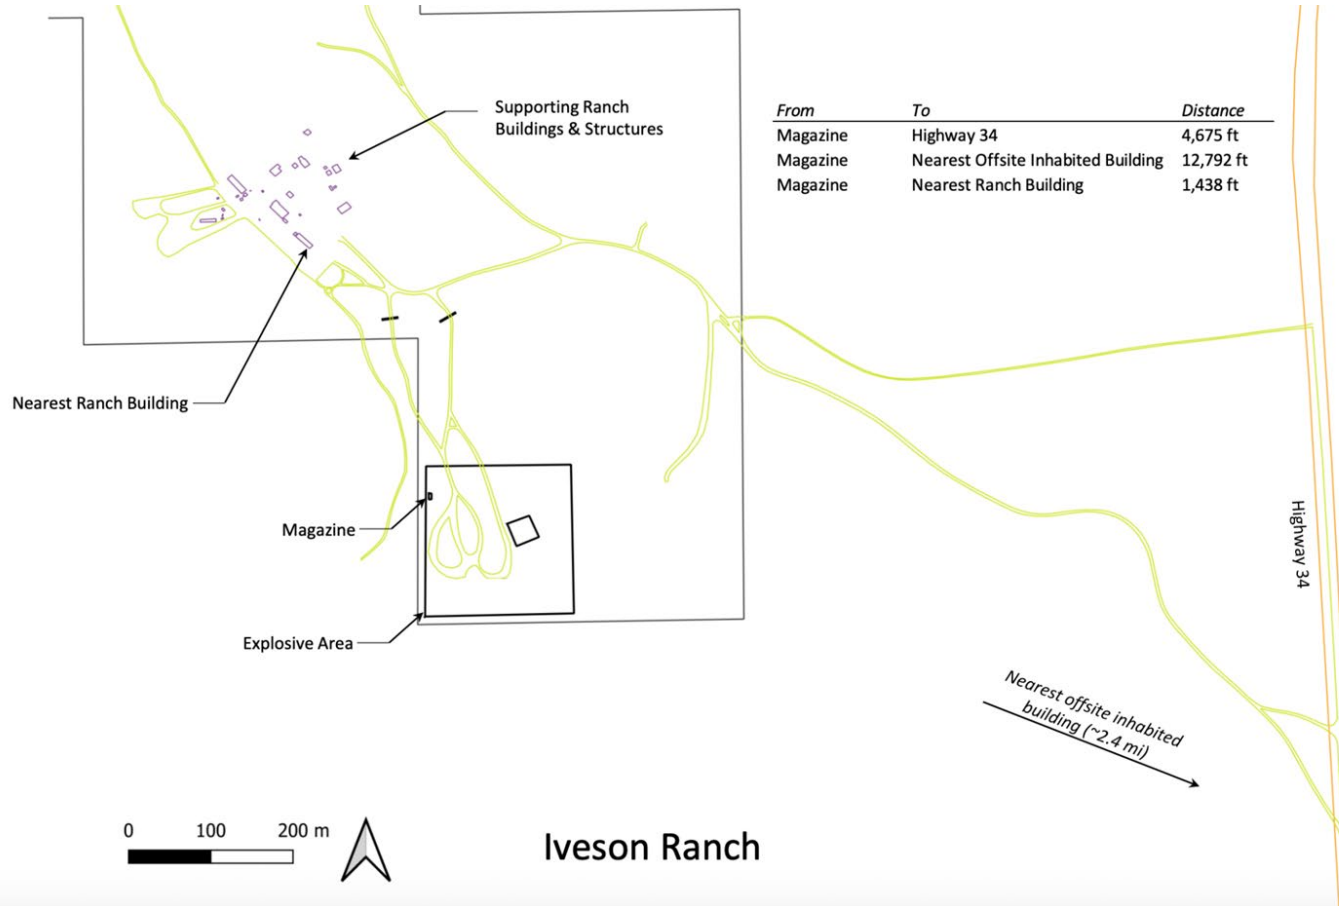 Supporting Ranch
Buildings & Structures
From To Distance
Magazine Highway 34 4,675 ft
Magazine Nearest Offsite Inhabited Building 12,792 ft
Magazine Nearest Ranch Building 1,438 ft
Nearest Ranch Building
Magazine
Explosive Area
Highway 34
Nearest offsite inhabited
building (~2.4 mi)
0 100 200 m
Iveson Ranch